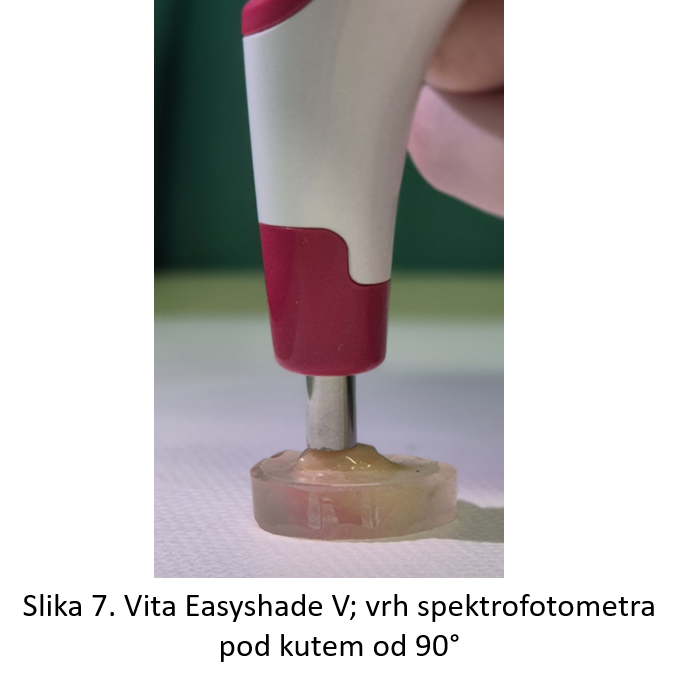 Slika 7. Vita Easyshade V; vrh spektrofotometra
pod kutem od 90°